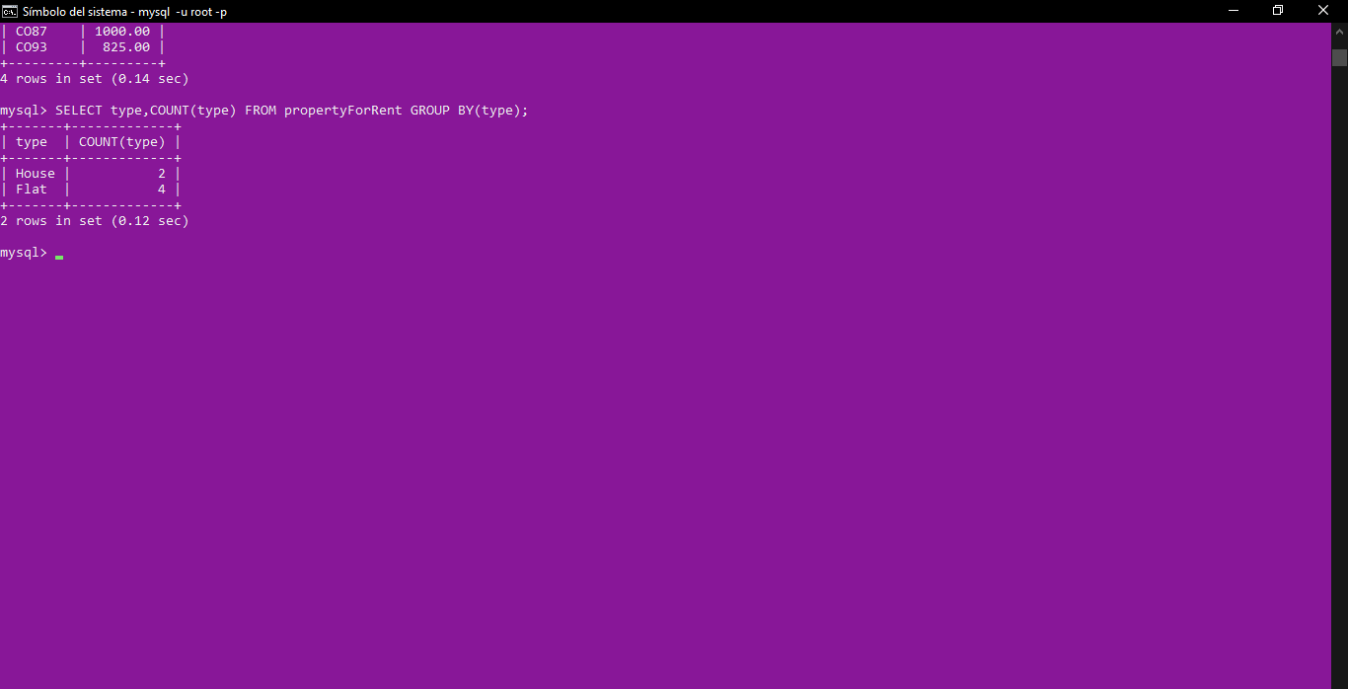 Símbolo del sistema - mysql  -u root -p
| CO87    | 1000.00 |
| CO93    |  825.00 |
+---------+---------+
4 rows in set (0.14 sec)
mysql> SELECT type,COUNT(type) FROM propertyForRent GROUP BY(type);
+-------+-------------+
| type  | COUNT(type) |
+-------+-------------+
| House |           2 |
| Flat  |           4 |
+-------+-------------+
2 rows in set (0.12 sec)
mysql>